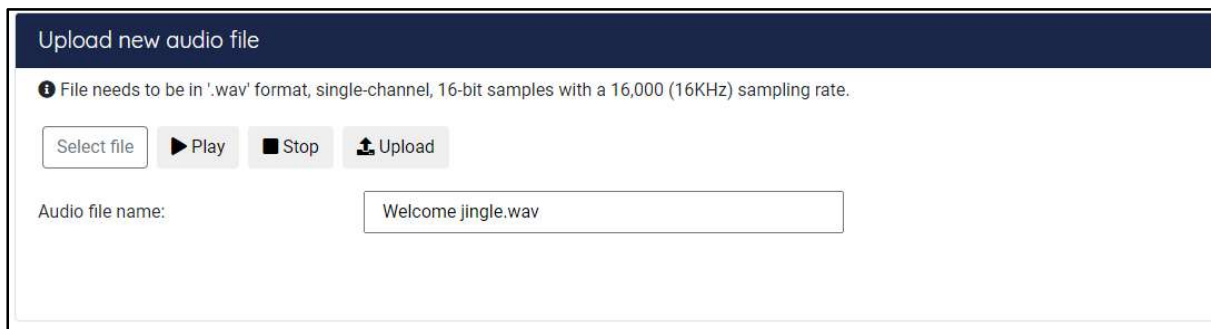 Upload new audio file
File needs to be in '.wav' format, single-channel, 16-bit samples with a 16,000 (16KHz) sampling rate.
Select file Play Stop Upload
Audio file name: Welcome jingle.wav